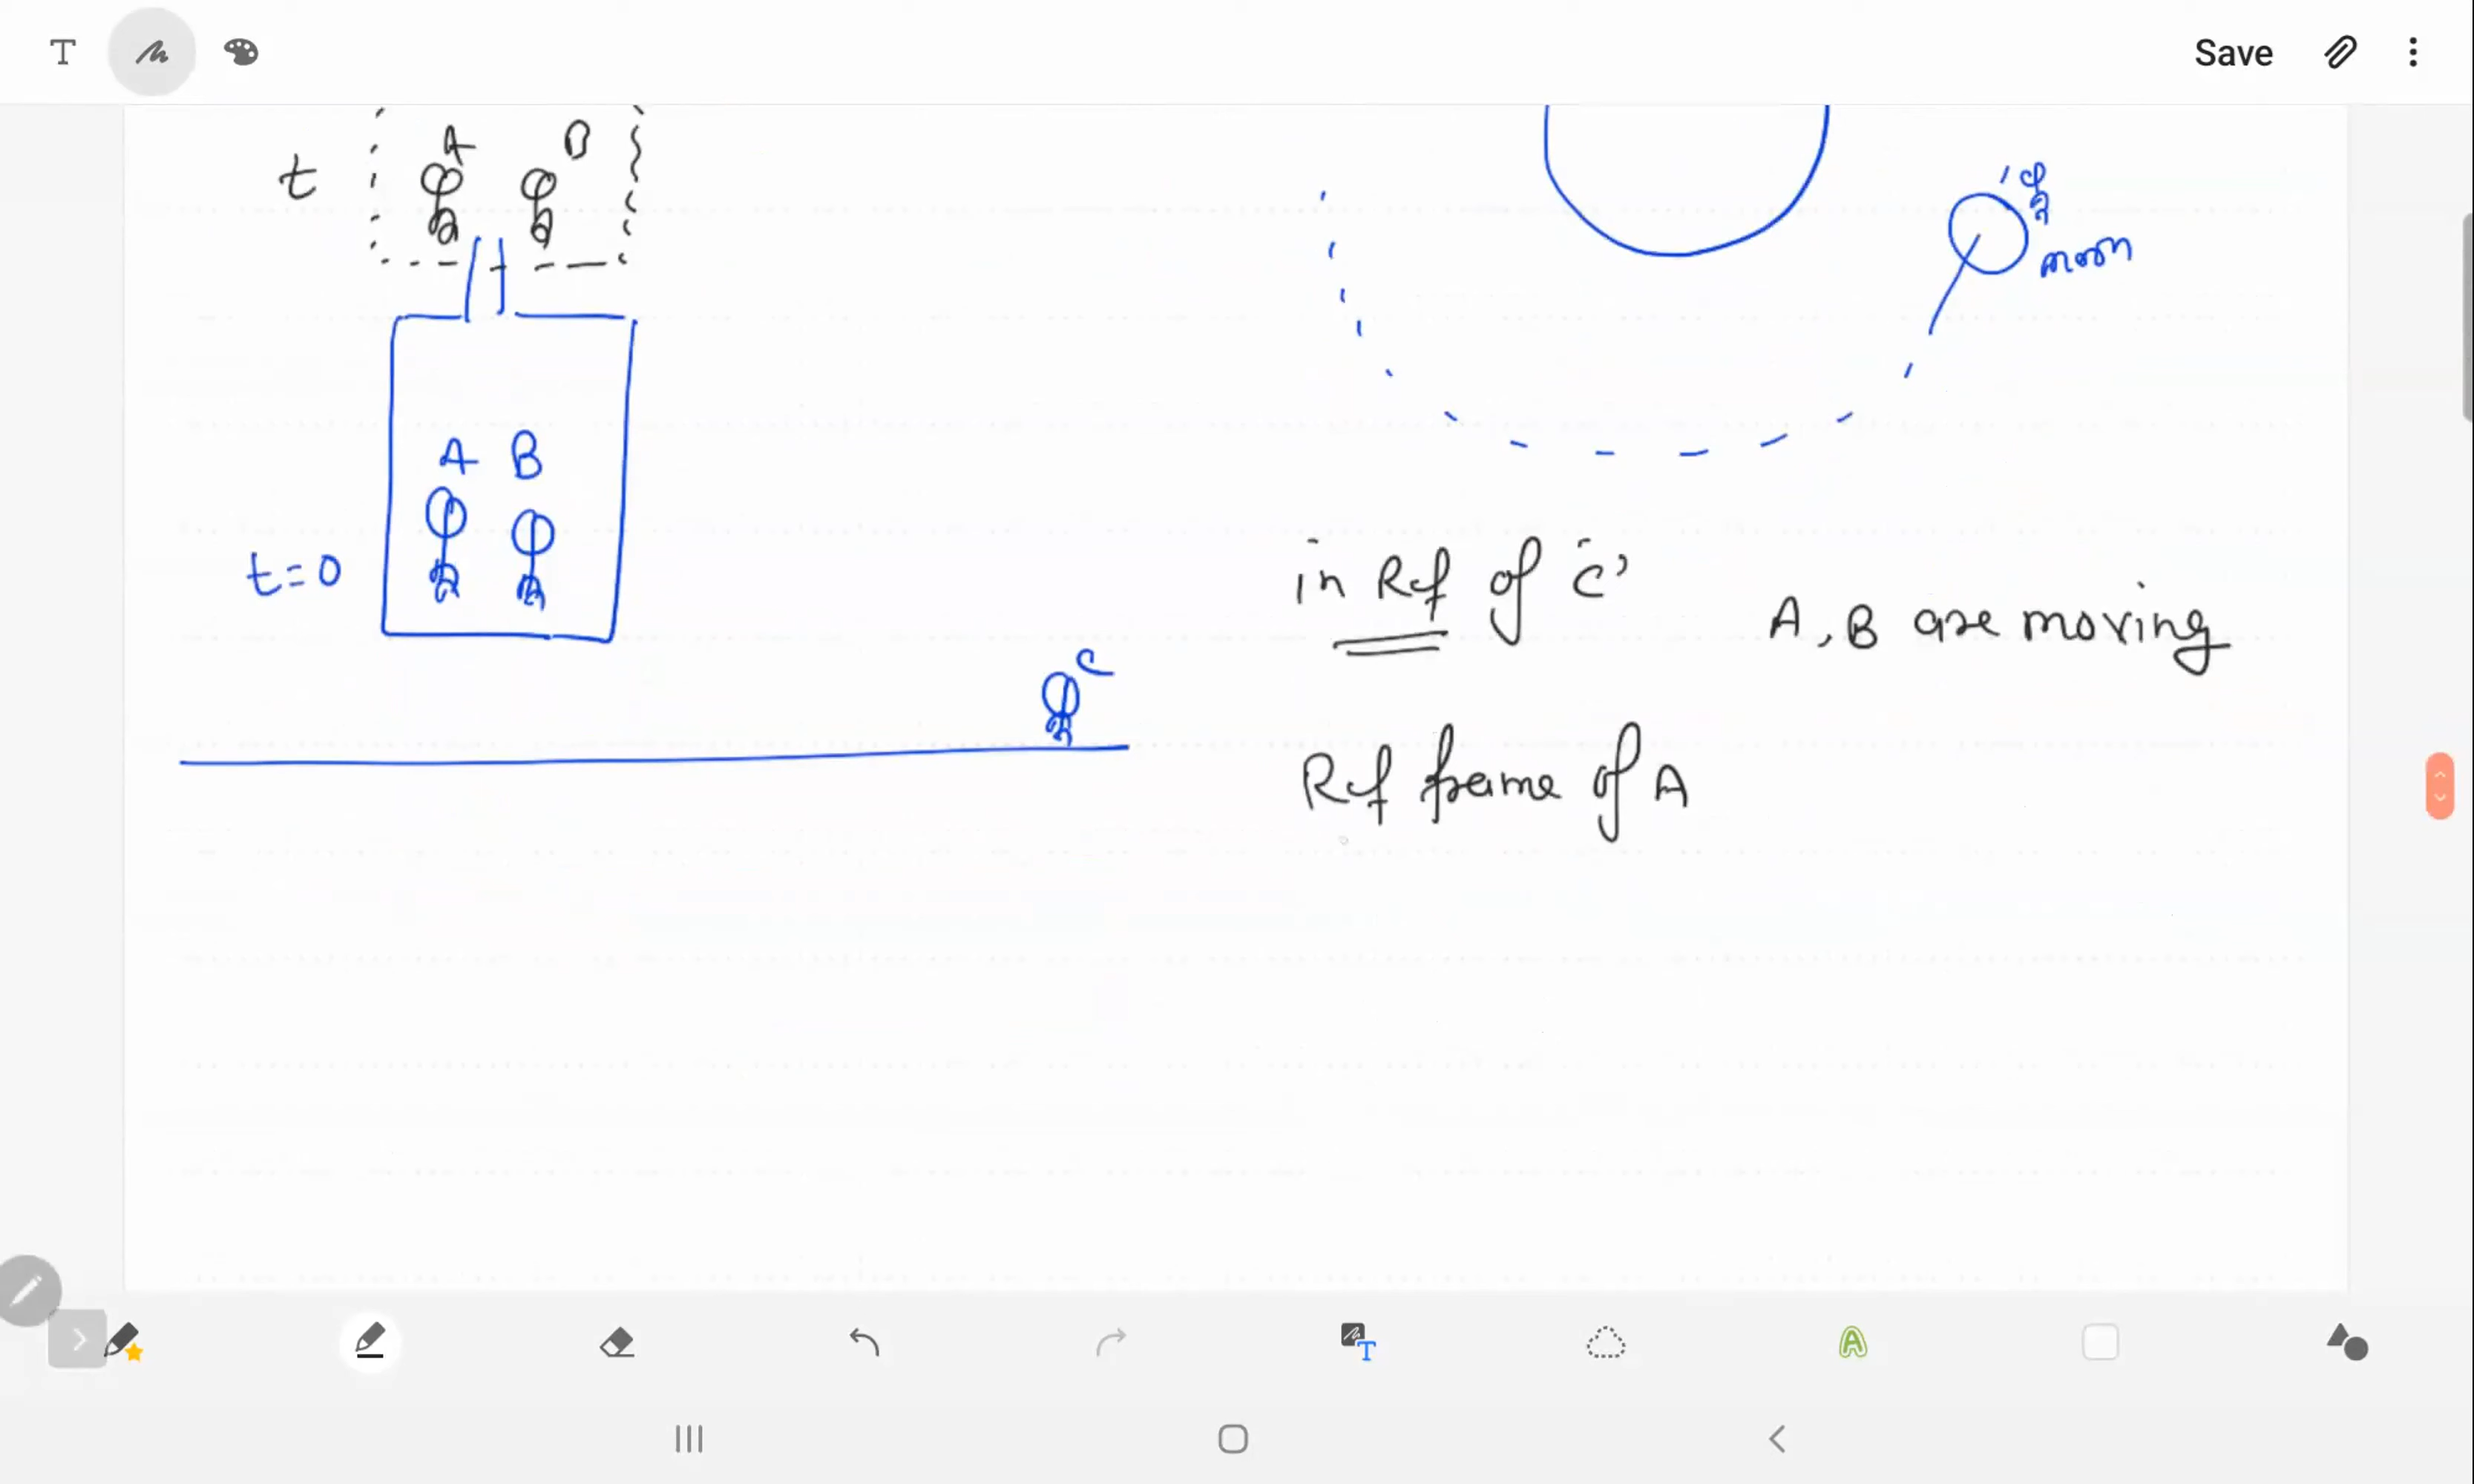 Save
A B
t
moon
A B
t=0
in Ref of 'C' A, B are moving
C
Ref frame of A